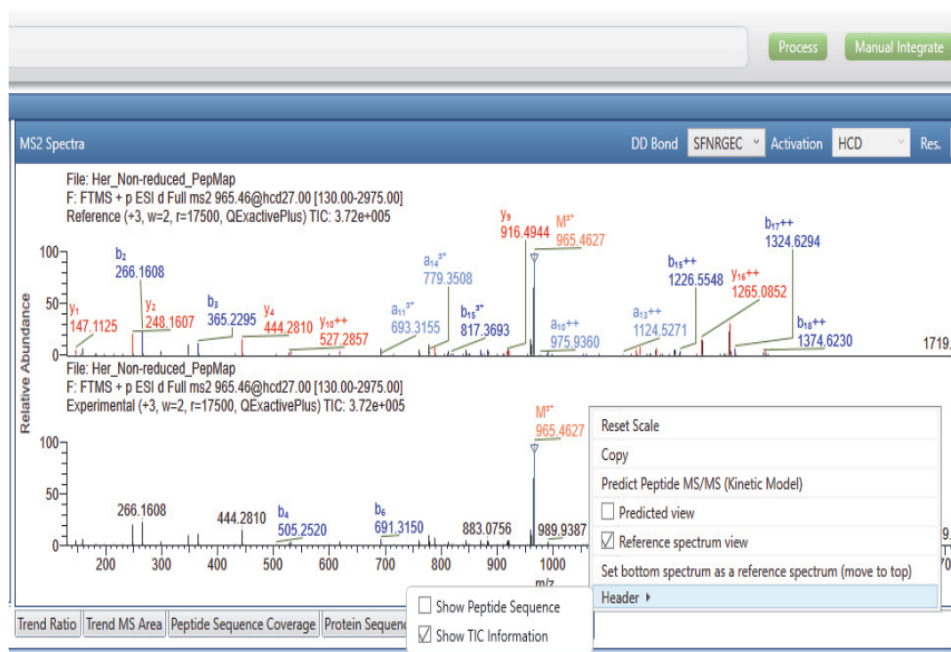 Process
Manual Integrate
MS2 Spectra
DD Bond
SFNRGEC
Activation
HCD
Res.
File: Her_Non-reduced_PepMap
F: FTMS + p ESI d Full ms2 965.46@hcd27.00 [130.00-2975.00]
Reference (+3, w=2, r=17500, QExactivePlus) TIC: 3.72e+005
Relative Abundance
100
50
0
y₁
147.1125
b₂
266.1608
y₂
248.1607
b₃
365.2295
y₄
444.2810
y₁₀++
527.2857
a₁₁³⁺
693.3155
a₁₄³⁺
779.3508
b₁₅³⁺
817.3693
y₉
916.4944
M³⁺
965.4627
a₁₀++
975.9360
a₁₃++
1124.5271
b₁₅++
1226.5548
y₁₆++
1265.0852
b₁₇++
1324.6294
b₁₈++
1374.6230
1719.
File: Her_Non-reduced_PepMap
F: FTMS + p ESI d Full ms2 965.46@hcd27.00 [130.00-2975.00]
Experimental (+3, w=2, r=17500, QExactivePlus) TIC: 3.72e+005
100
50
0
266.1608
444.2810
b₄
505.2520
b₆
691.3150
883.0756
M³⁺
965.4627
989.9387
200 300 400 500 600 700 800 900 1000
m/z
Reset Scale
Copy
Predict Peptide MS/MS (Kinetic Model)
Predicted view
Reference spectrum view
Set bottom spectrum as a reference spectrum (move to top)
Header
Show Peptide Sequence
Show TIC Information
Trend Ratio
Trend MS Area
Peptide Sequence Coverage
Protein Sequenc